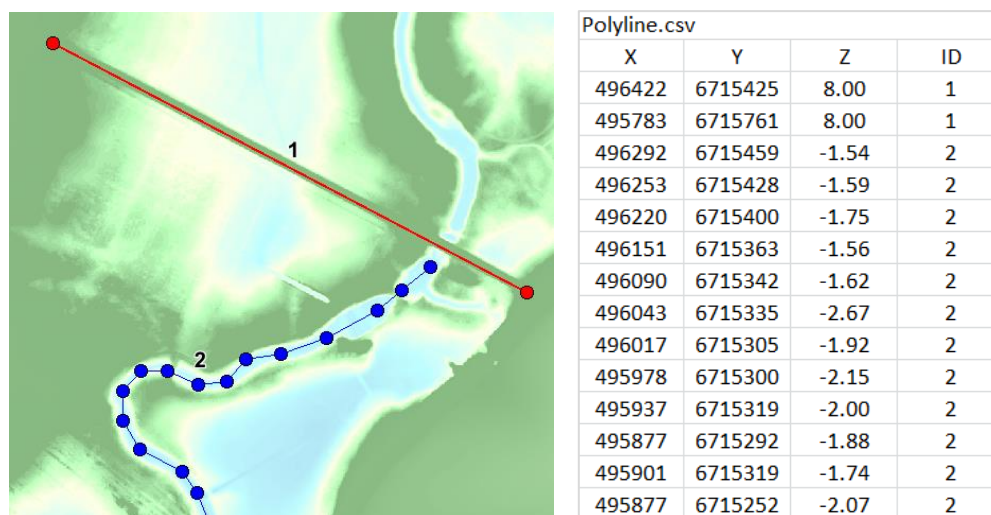 1
2
Polyline.csv
X Y Z ID
496422 6715425 8.00 1
495783 6715761 8.00 1
496292 6715459 -1.54 2
496253 6715428 -1.59 2
496220 6715400 -1.75 2
496151 6715363 -1.56 2
496090 6715342 -1.62 2
496043 6715335 -2.67 2
496017 6715305 -1.92 2
495978 6715300 -2.15 2
495937 6715319 -2.00 2
495877 6715292 -1.88 2
495901 6715319 -1.74 2
495877 6715252 -2.07 2